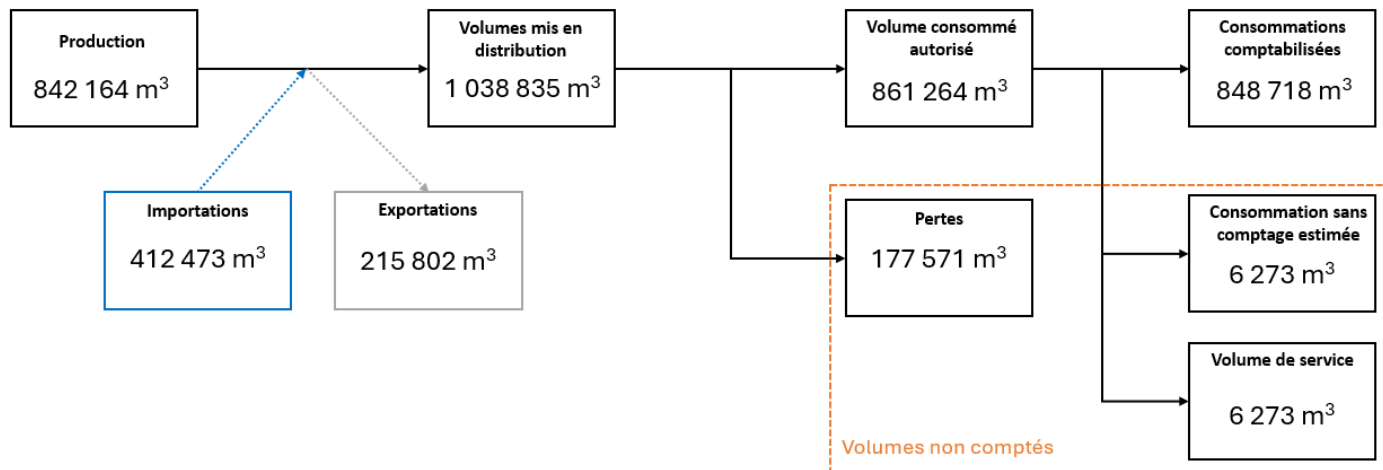 Production
842 164 m³
Volumes mis en
distribution
1 038 835 m³
Volume consommé
autorisé
861 264 m³
Consommations
comptabilisées
848 718 m³
Importations
412 473 m³
Exportations
215 802 m³
Pertes
177 571 m³
Consommation sans
comptage estimée
6 273 m³
Volume de service
6 273 m³
Volumes non comptés